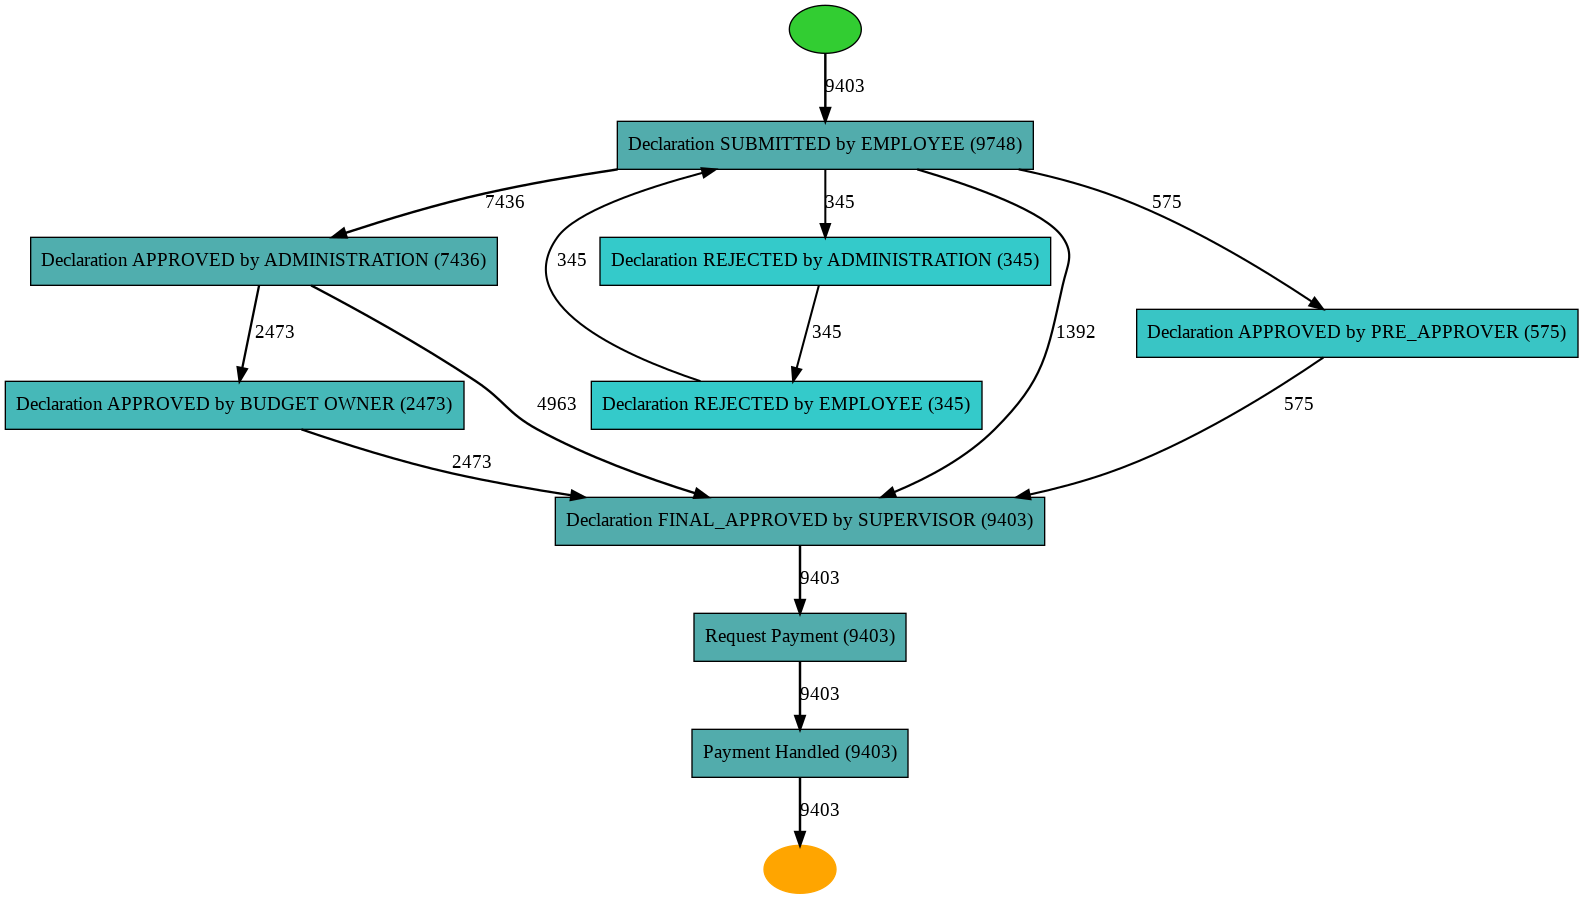 9403
Declaration SUBMITTED by EMPLOYEE (9748)
7436
345
575
Declaration APPROVED by ADMINISTRATION (7436)
345
Declaration REJECTED by ADMINISTRATION (345)
2473
345
1392
Declaration APPROVED by PRE_APPROVER (575)
Declaration APPROVED by BUDGET OWNER (2473)
4963
Declaration REJECTED by EMPLOYEE (345)
575
2473
Declaration FINAL_APPROVED by SUPERVISOR (9403)
9403
Request Payment (9403)
9403
Payment Handled (9403)
9403